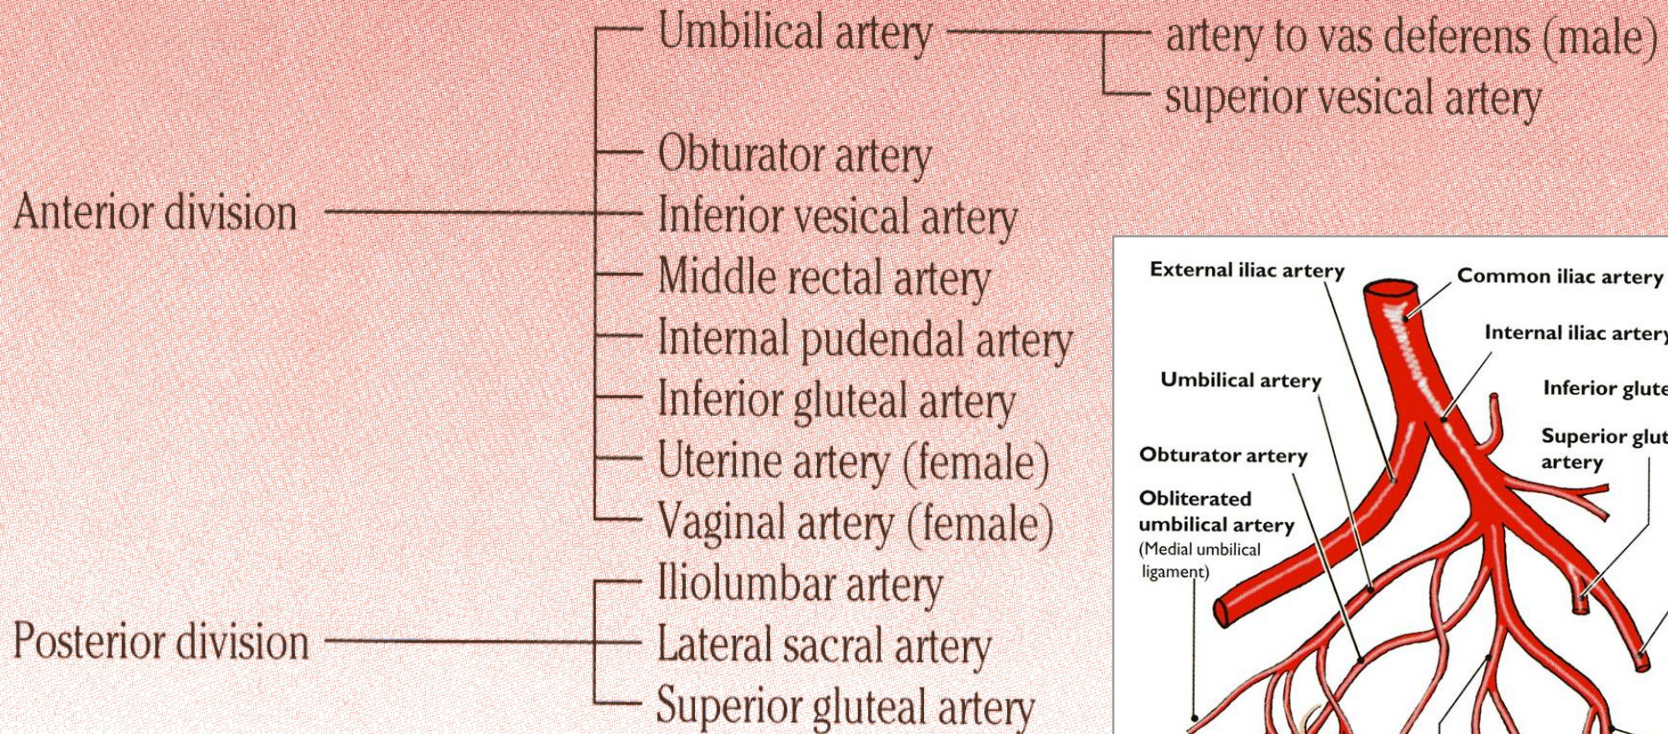 Umbilical artery
artery to vas deferens (male)
superior vesical artery
Obturator artery
Anterior division
Inferior vesical artery
Middle rectal artery
Internal pudendal artery
Inferior gluteal artery
Uterine artery (female)
Vaginal artery (female)
Iliolumbar artery
Posterior division
Lateral sacral artery
Superior gluteal artery
External iliac artery
Common iliac artery
Internal iliac artery
Umbilical artery
Inferior
Superior
artery
Obturator artery
Obliterated
umbilical artery
(Medial umbilical
ligament)